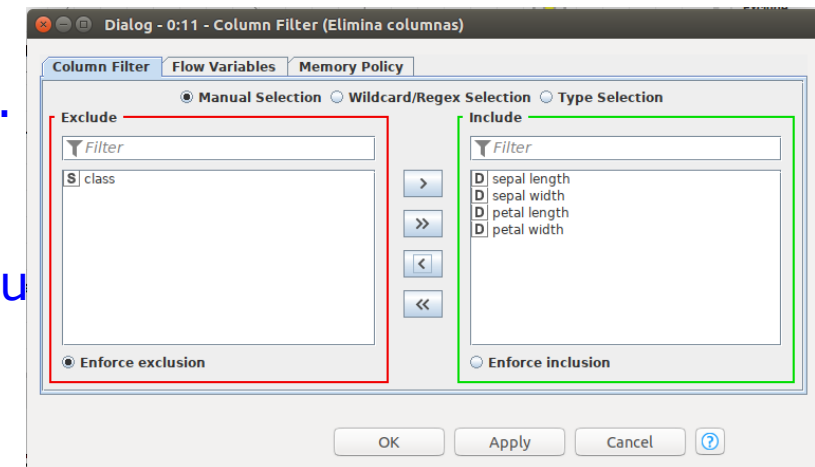 Dialog - 0:11 - Column Filter (Elimina columnas)
Column Filter Flow Variables Memory Policy
Manual Selection Wildcard/Regex Selection Type Selection
Exclude
Include
Filter
Filter
S class
D sepal length
D sepal width
D petal length
D petal width
>
>>
<
<<
Enforce exclusion
Enforce inclusion
OK Apply Cancel ?
u